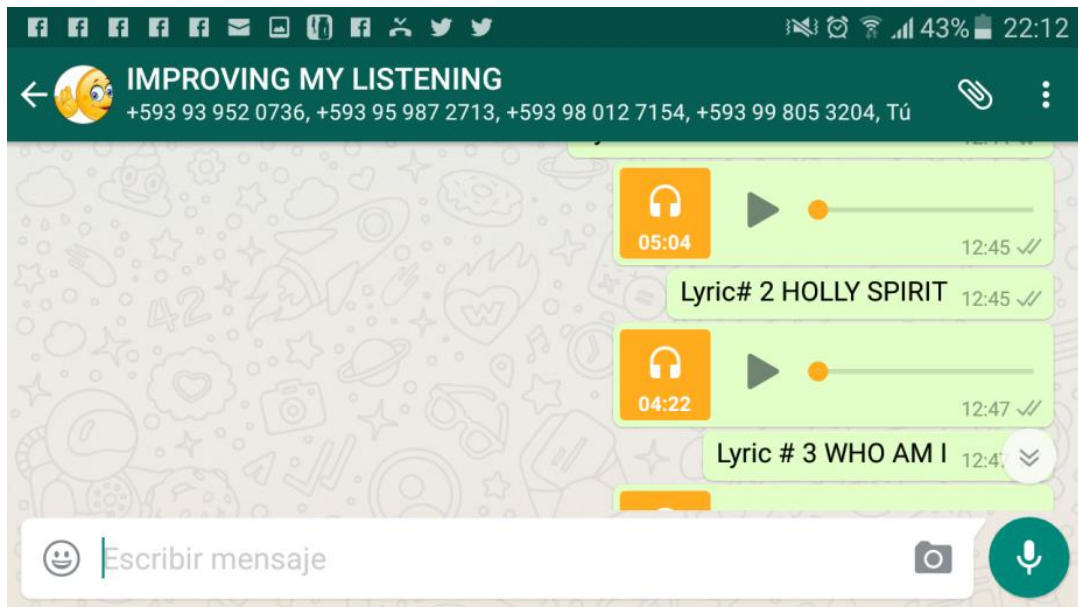 43% 22:12
IMPROVING MY LISTENING
+593 93 952 0736, +593 95 987 2713, +593 98 012 7154, +593 99 805 3204, Tú
05:04
12:45
Lyric# 2 HOLLY SPIRIT 12:45
04:22
12:47
Lyric # 3 WHO AM I
Escribir mensaje